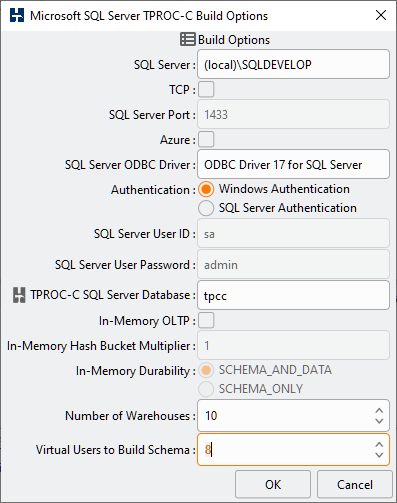 Microsoft SQL Server TPROC-C Build Options
Build Options
SQL Server : (local)\SQLDEVELOP
TCP :
SQL Server Port : 1433
Azure :
SQL Server ODBC Driver : ODBC Driver 17 for SQL Server
Authentication : Windows Authentication
SQL Server Authentication
SQL Server User ID : sa
SQL Server User Password : admin
TPROC-C SQL Server Database : tpcc
In-Memory OLTP :
In-Memory Hash Bucket Multiplier : 1
In-Memory Durability : SCHEMA_AND_DATA
SCHEMA_ONLY
Number of Warehouses : 10
Virtual Users to Build Schema : 8
OK Cancel